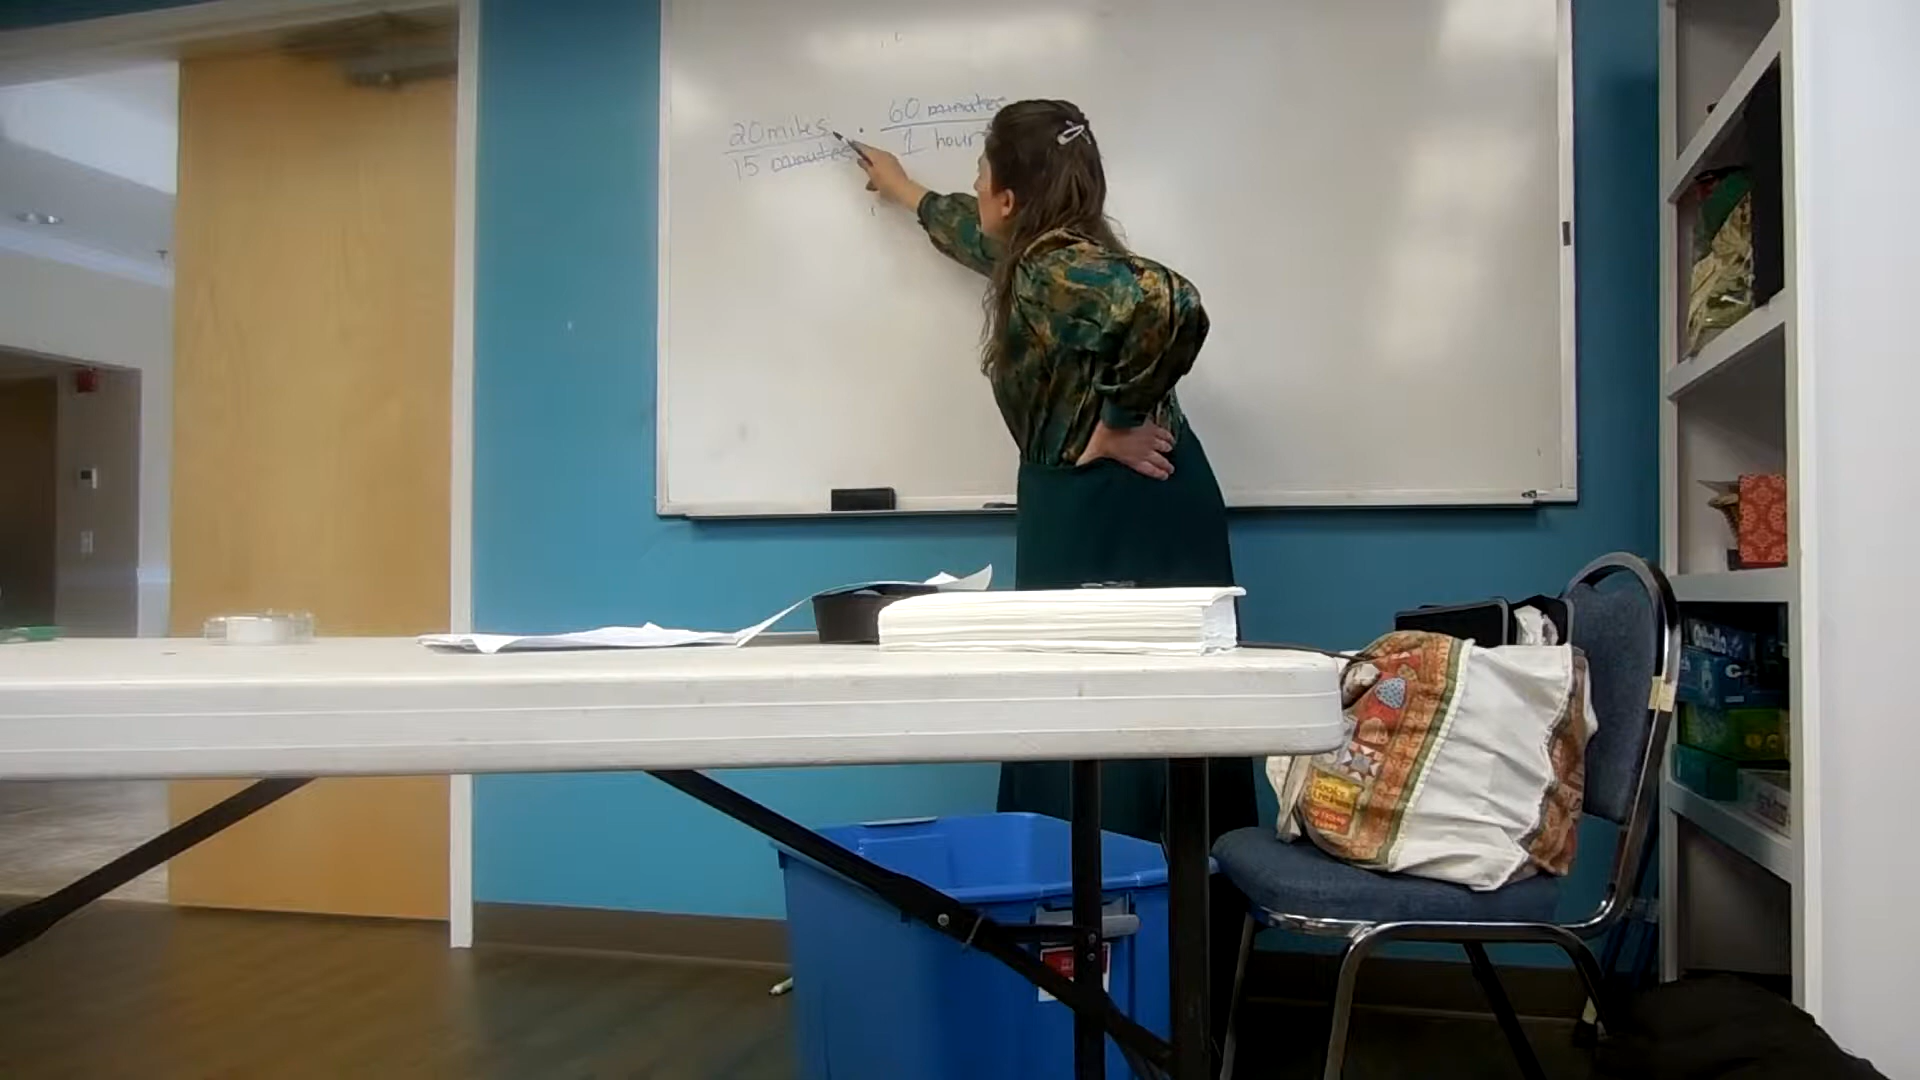 20 miles · 60 minutes
15 minutes 1 hour
Othello